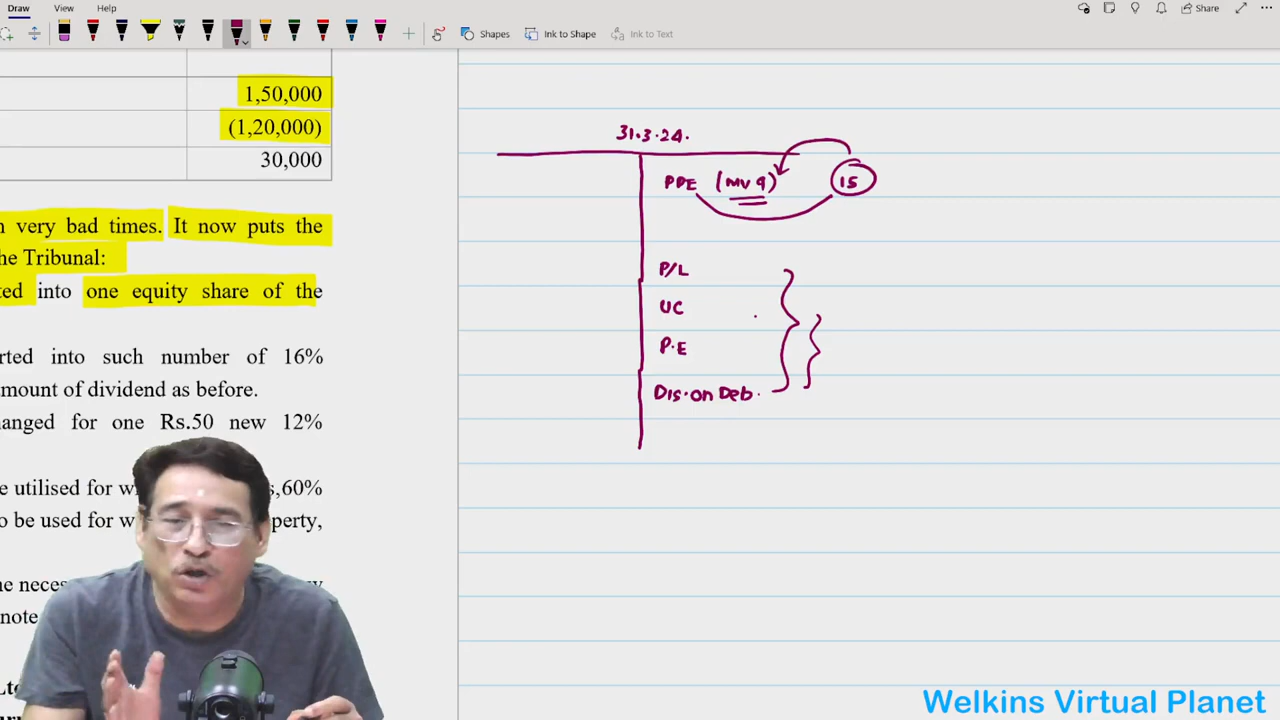 Draw View Help Share
Shapes Ink to Shape Ink to Text
1,50,000
(1,20,000)
30,000
very bad times. It now puts the
he Tribunal:
ted into one equity share of the
rted into such number of 16%
amount of dividend as before.
anged for one Rs.50 new 12%
e utilised for w s,60%
o be used for w operty,
ne neces
note
31.3.24.
PPE (MV 9) 15
P/L
UC
P.E
Dis.on Deb.
Welkins Virtual Planet